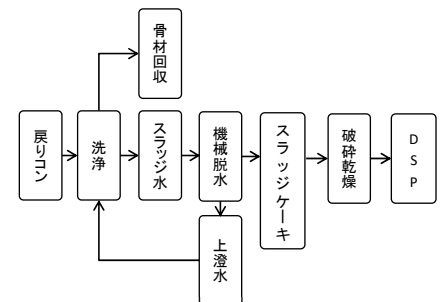 骨材回収
戻りコン
洗浄
スラッジ水
機械脱水
スラッジケーキ
破砕乾燥
DSP
上澄水